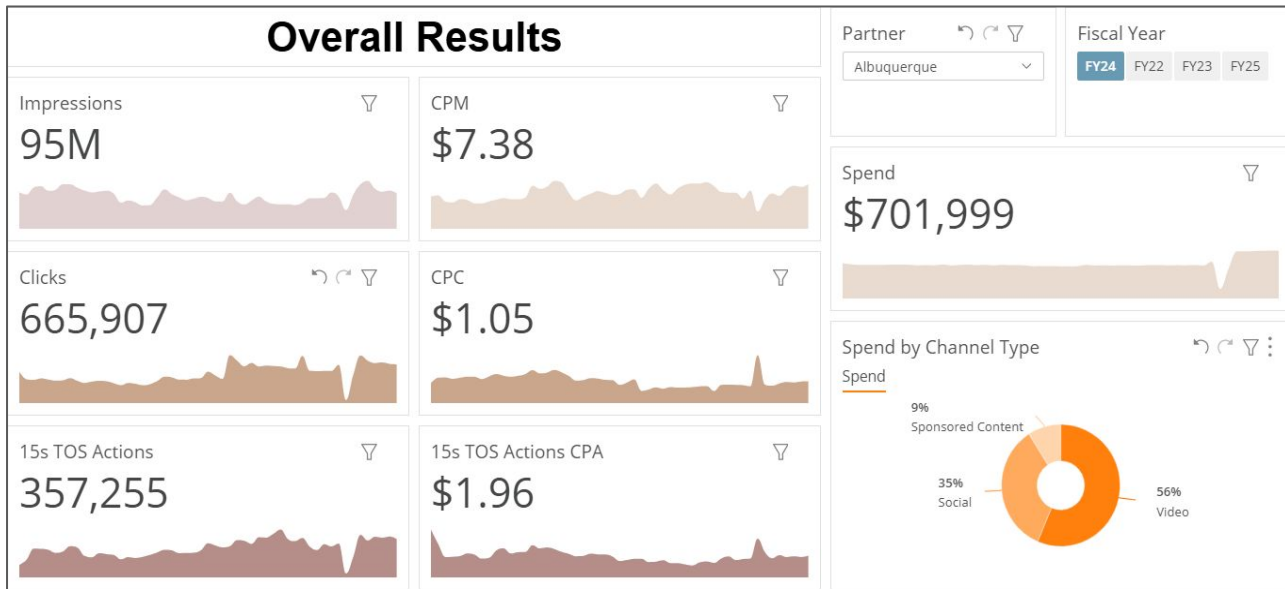 Overall Results
Partner
Albuquerque
Fiscal Year
FY24 FY22 FY23 FY25
Impressions
95M
CPM
$7.38
Spend
$701,999
Clicks
665,907
CPC
$1.05
Spend by Channel Type
Spend
9%
Sponsored Content
35%
Social
56%
Video
15s TOS Actions
357,255
15s TOS Actions CPA
$1.96